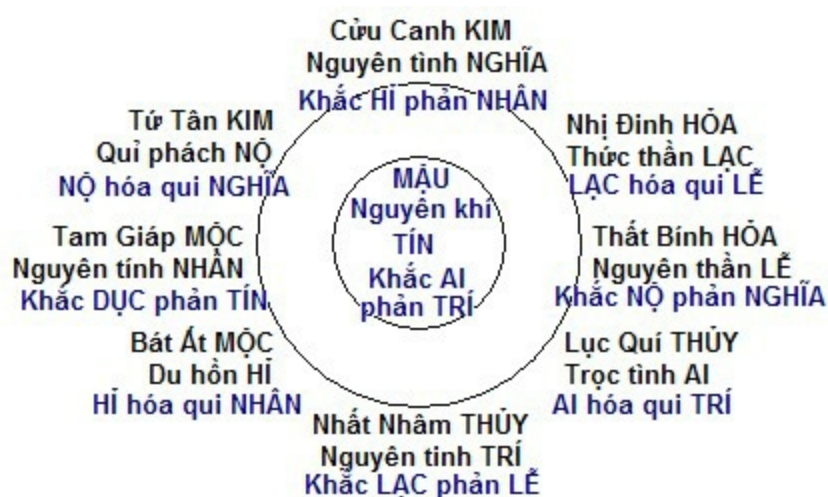 Cửu Canh KIM
Nguyên tình NGHĨA
Khắc HỈ phản NHÂN
Tứ Tân KIM
Quỉ phách NỘ
NỘ hóa qui NGHĨA
Nhị Đinh HỎA
Thức thần LẠC
LẠC hóa qui LỄ
MẬU
Nguyên khí
TÍN
Khắc AI
phản TRÍ
Tam Giáp MỘC
Nguyên tính NHÂN
Khắc DỤC phản TÍN
Thất Bính HỎA
Nguyên thần LỄ
Khắc NỘ phản NGHĨA
Bát Ất MỘC
Du hồn HỈ
HỈ hóa qui NHÂN
Lục Quí THỦY
Trọc tình AI
AI hóa qui TRÍ
Nhất Nhâm THỦY
Nguyên tinh TRÍ
Khắc LẠC phản LỄ